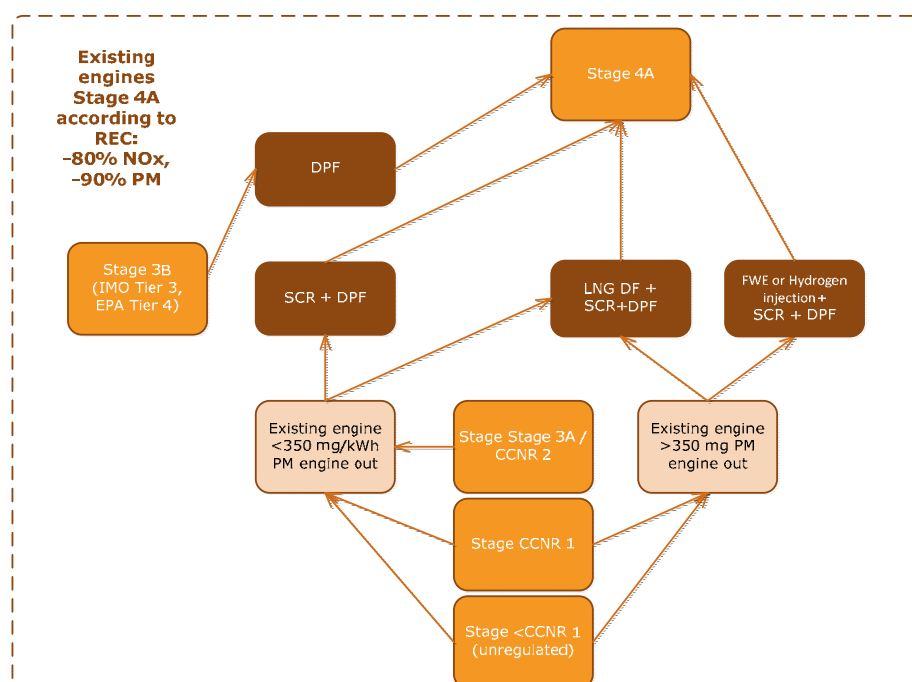 Existing
engines
Stage 4A
according to
REC:
–80% NOx,
–90% PM
Stage 4A
DPF
Stage 3B
(IMO Tier 3,
EPA Tier 4)
SCR + DPF
LNG DF +
SCR+DPF
FWE or Hydrogen
injection+
SCR + DPF
Existing engine
<350 mg/kWh
PM engine out
Stage Stage 3A /
CCNR 2
Existing engine
>350 mg PM
engine out
Stage CCNR 1
Stage <CCNR 1
(unregulated)